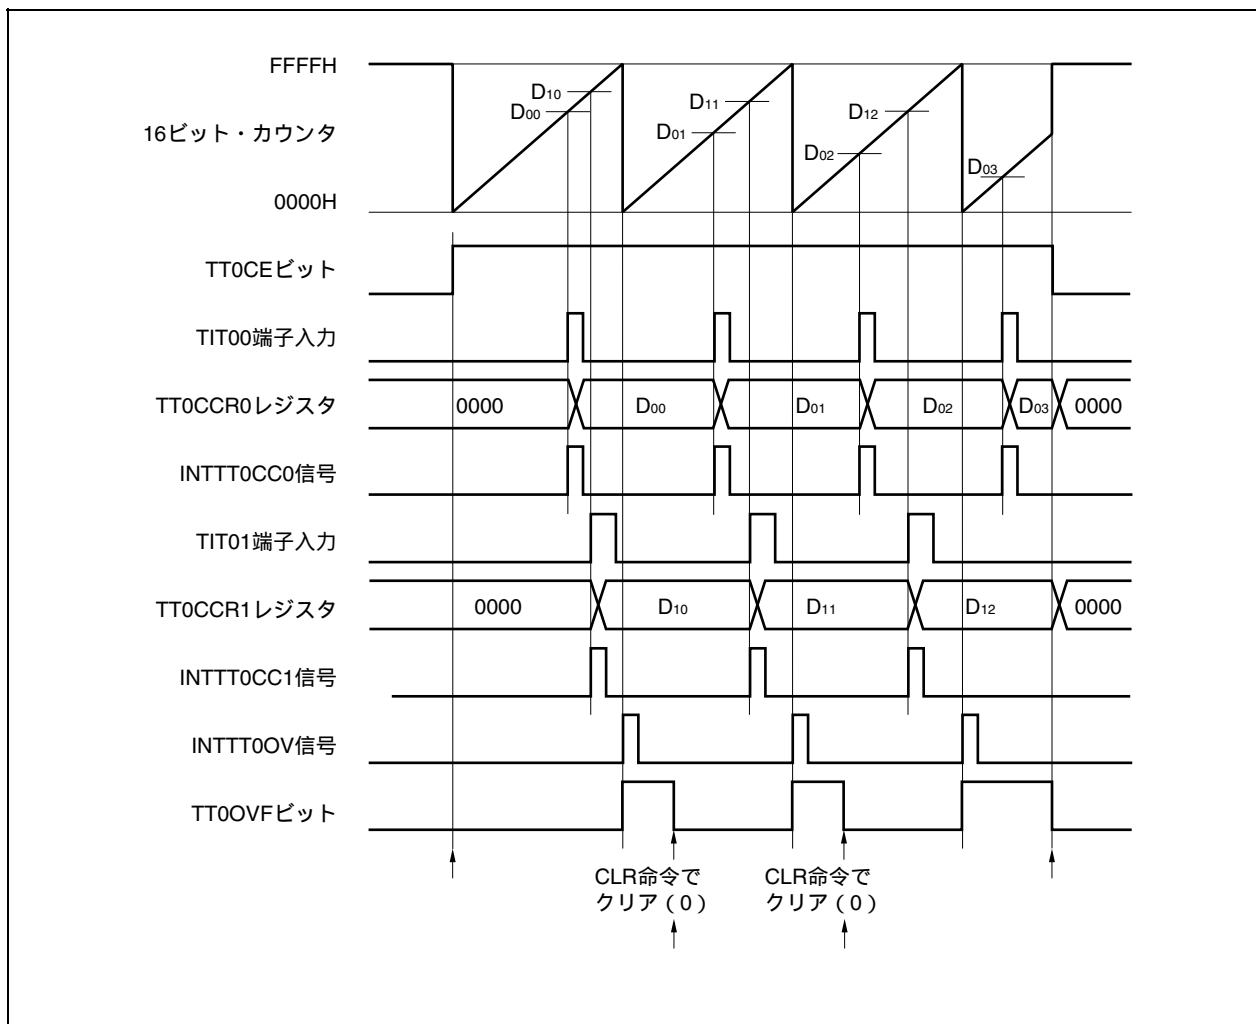 FFFFH
D10
D00
D11
D01
D12
D02
D03
16ビット・カウンタ
0000H
TT0CEビット
TIT00端子入力
TT0CCR0レジスタ
0000
D00
D01
D02
D03
0000
INTTT0CC0信号
TIT01端子入力
TT0CCR1レジスタ
0000
D10
D11
D12
0000
INTTT0CC1信号
INTTT0OV信号
TT0OVFビット
CLR命令で
クリア(0)
CLR命令で
クリア(0)